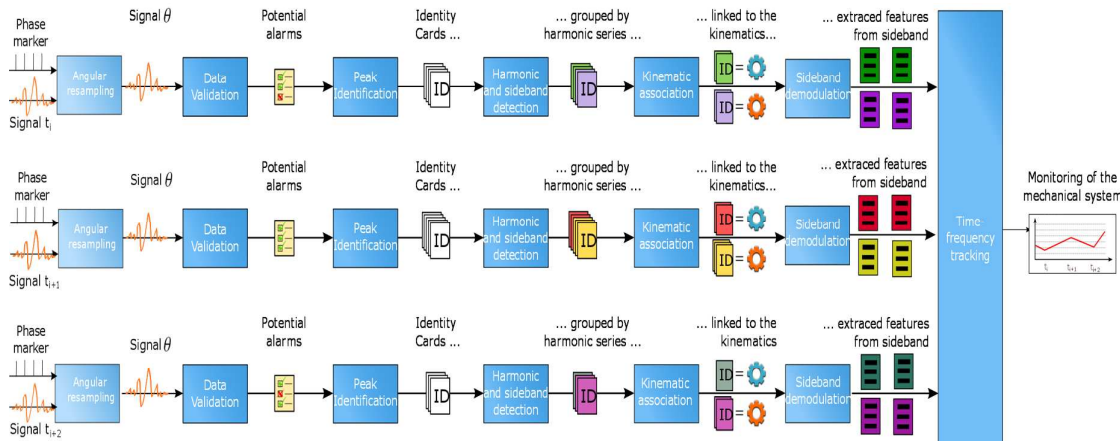 Phase
marker
Signal θ
Potential
alarms
Identity
Cards ...
... grouped by
harmonic series ...
... linked to the
kinematics...
... extraced features
from sideband
Angular
resampling
Data
Validation
Peak
Identification
ID
Harmonic
and sideband
detection
ID
Kinematic
association
ID =
ID =
Sideband
demodulation
Signal tᵢ
Phase
marker
Signal θ
Potential
alarms
Identity
Cards ...
... grouped by
harmonic series ...
... linked to the
kinematics...
... extraced features
from sideband
Angular
resampling
Data
Validation
Peak
Identification
ID
Harmonic
and sideband
detection
ID
Kinematic
association
ID =
ID =
Sideband
demodulation
Signal tᵢ₊₁
Time
frequency
tracking
Monitoring of the
mechanical system
tᵢ tᵢ₊₁ tᵢ₊₂
Phase
marker
Signal θ
Potential
alarms
Identity
Cards ...
... grouped by
harmonic series ...
... linked to the
kinematics
... extraced features
from sideband
Angular
resampling
Data
Validation
Peak
Identification
ID
Harmonic
and sideband
detection
ID
Kinematic
association
ID =
ID =
Sideband
demodulation
Signal tᵢ₊₂